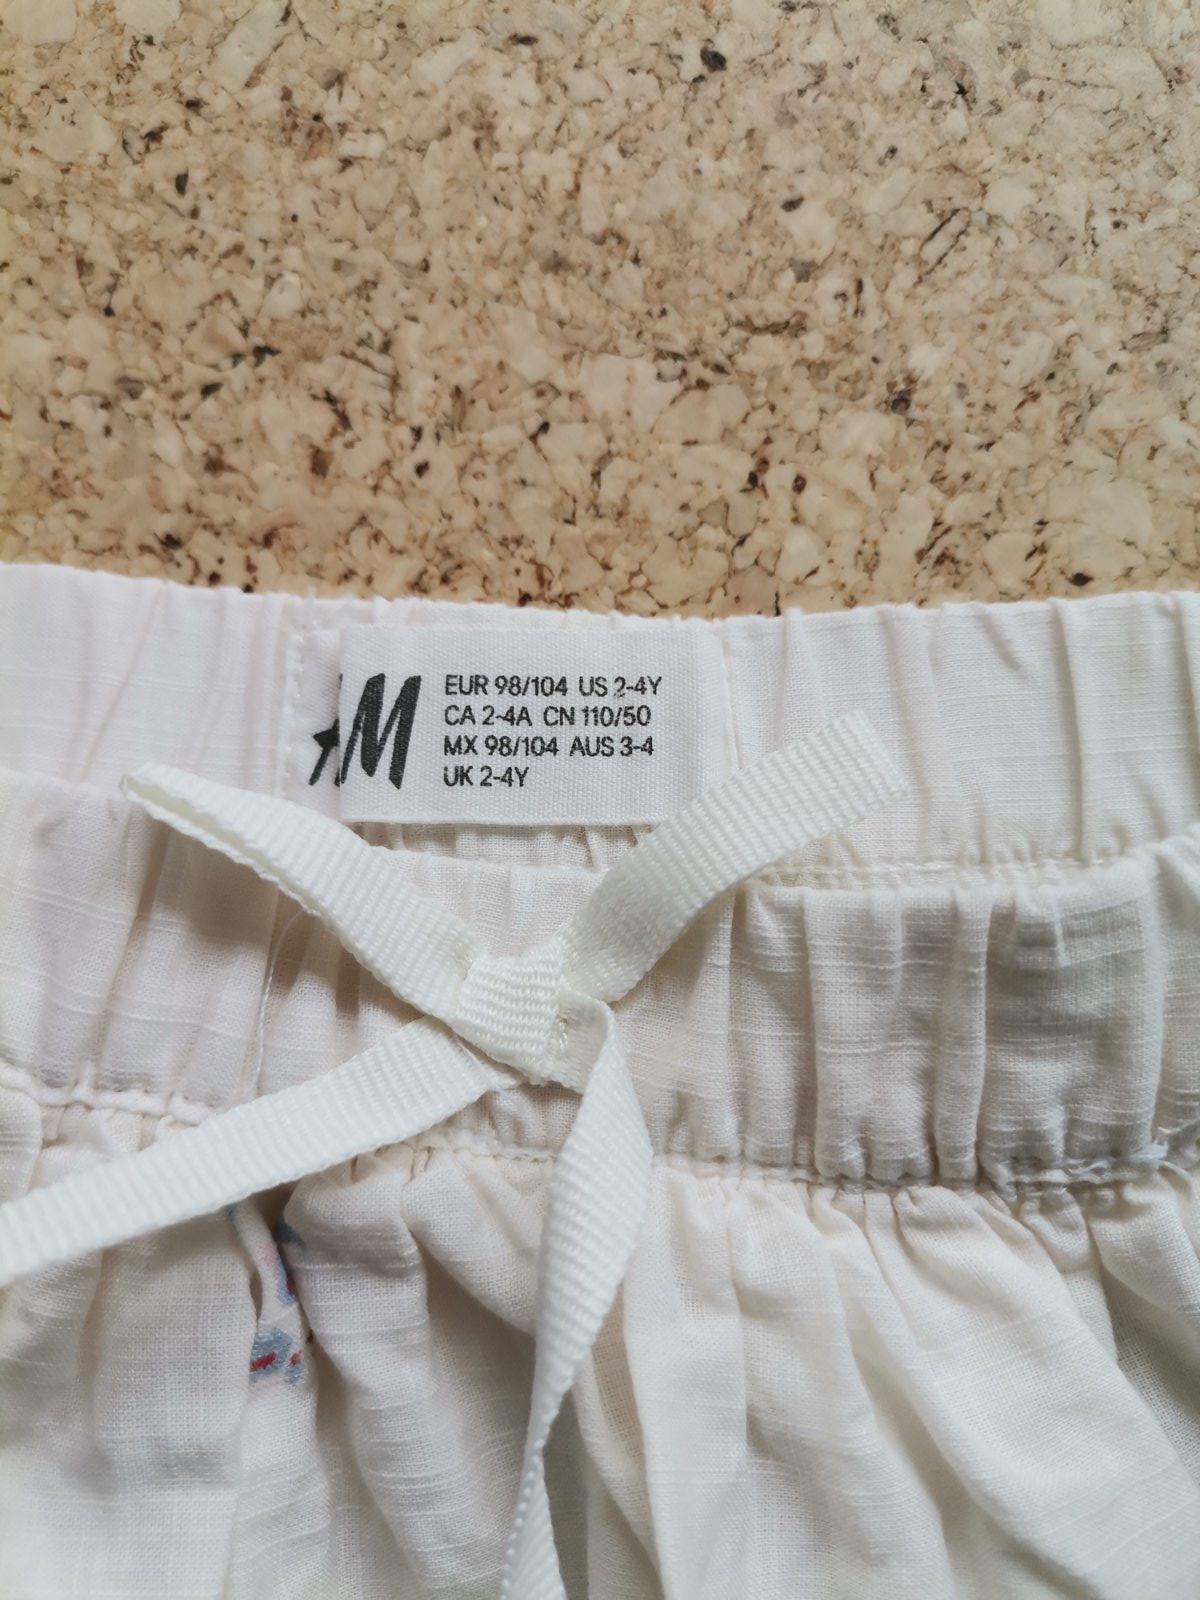 HM
EUR 98/104 US 2-4Y
CA 2-4A CN 110/50
MX 98/104 AUS 3-4
UK 2-4Y